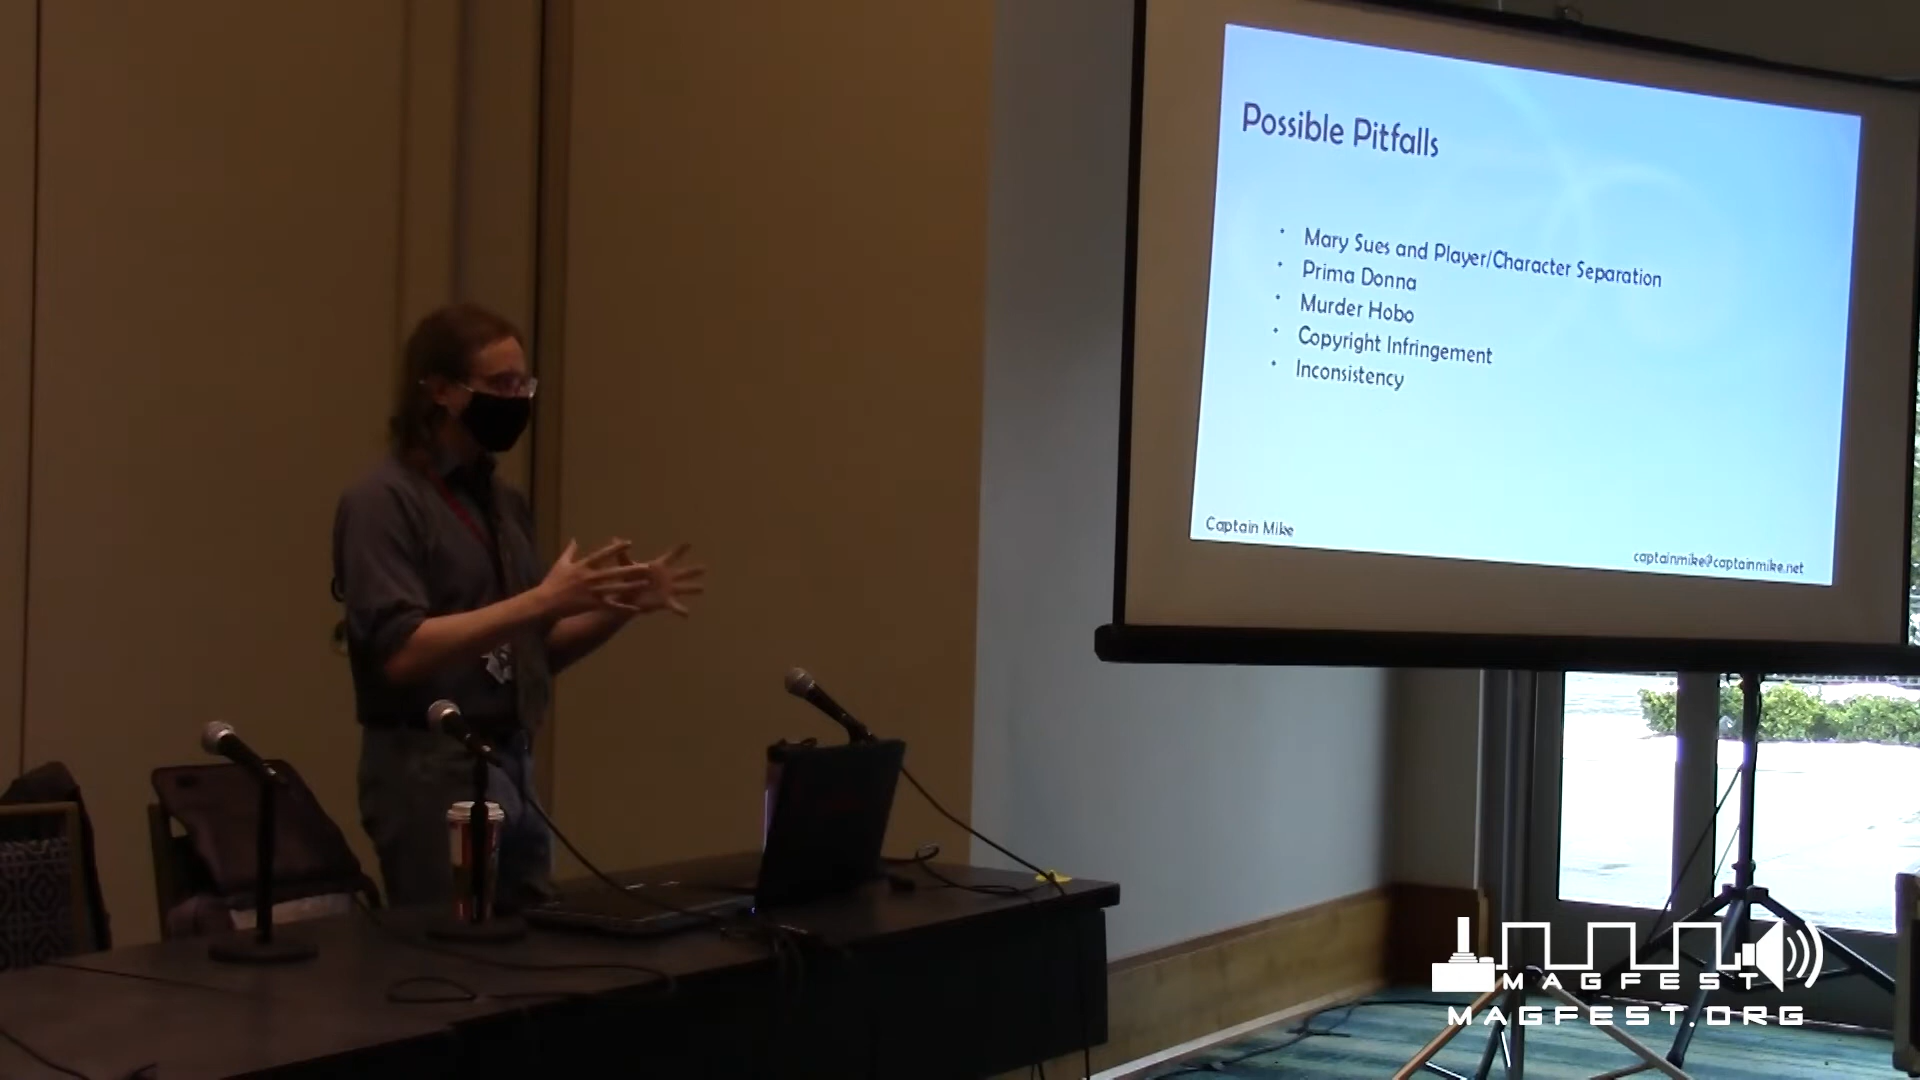 Possible Pitfalls
• Mary Sues and Player/Character Separation
• Prima Donna
• Murder Hobo
• Copyright Infringement
• Inconsistency
Captain Mike
captainmike@captainmike.net
MAGFEST
MAGFEST.ORG